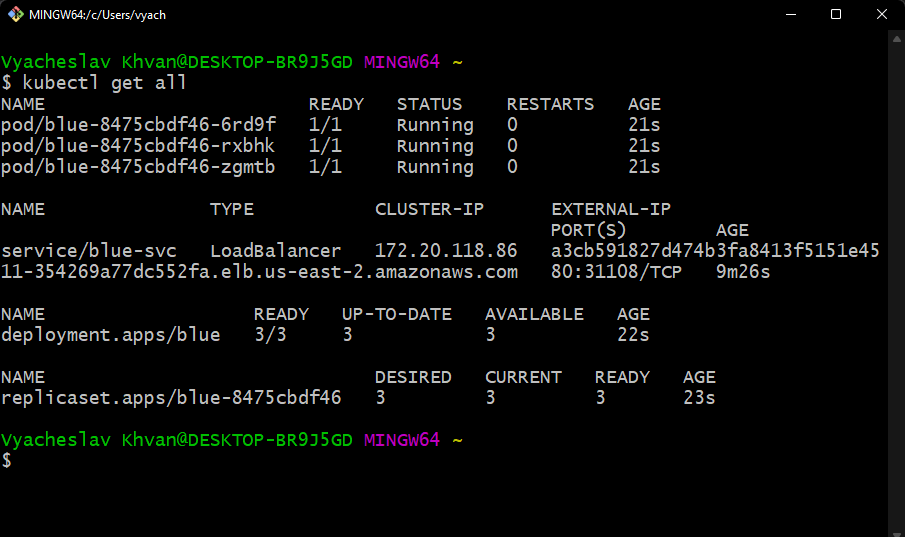 MINGW64:/c/Users/vyach
Vyacheslav Khvan@DESKTOP-BR9J5GD MINGW64 ~
$ kubectl get all
NAME                        READY   STATUS    RESTARTS   AGE
pod/blue-8475cbdf46-6rd9f   1/1     Running   0          21s
pod/blue-8475cbdf46-rxbhk   1/1     Running   0          21s
pod/blue-8475cbdf46-zgmtb   1/1     Running   0          21s
NAME               TYPE           CLUSTER-IP      EXTERNAL-IP
                                                  PORT(S)        AGE
service/blue-svc   LoadBalancer   172.20.118.86   a3cb591827d474b3fa8413f5151e45
11-354269a77dc552fa.elb.us-east-2.amazonaws.com   80:31108/TCP   9m26s
NAME                   READY   UP-TO-DATE   AVAILABLE   AGE
deployment.apps/blue   3/3     3            3           22s
NAME                              DESIRED   CURRENT   READY   AGE
replicaset.apps/blue-8475cbdf46   3         3         3       23s
Vyacheslav Khvan@DESKTOP-BR9J5GD MINGW64 ~
$